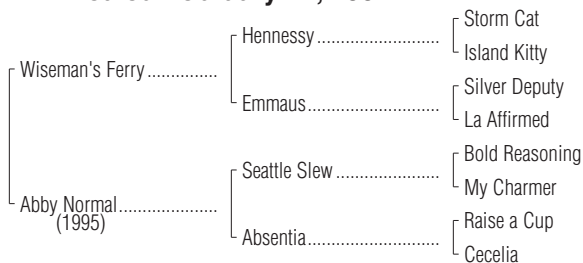 Hennessy
Storm Cat
Island Kitty
Wiseman's Ferry
Emmaus
Silver Deputy
La Affirmed
Seattle Slew
Bold Reasoning
My Charmer
Abby Normal
(1995)
Absentia
Raise a Cup
Cecelia